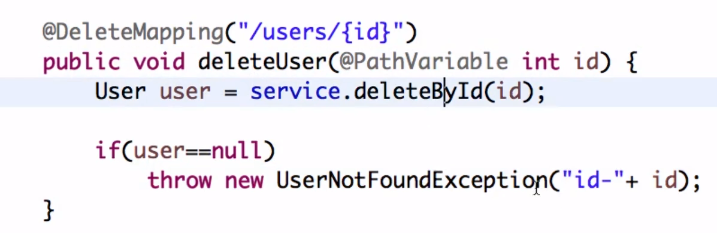 @DeleteMapping("/users/{id}")
public void deleteUser(@PathVariable int id) {
User user = service.deleteById(id);
if(user==null)
throw new UserNotFoundException("id-"+ id);
}